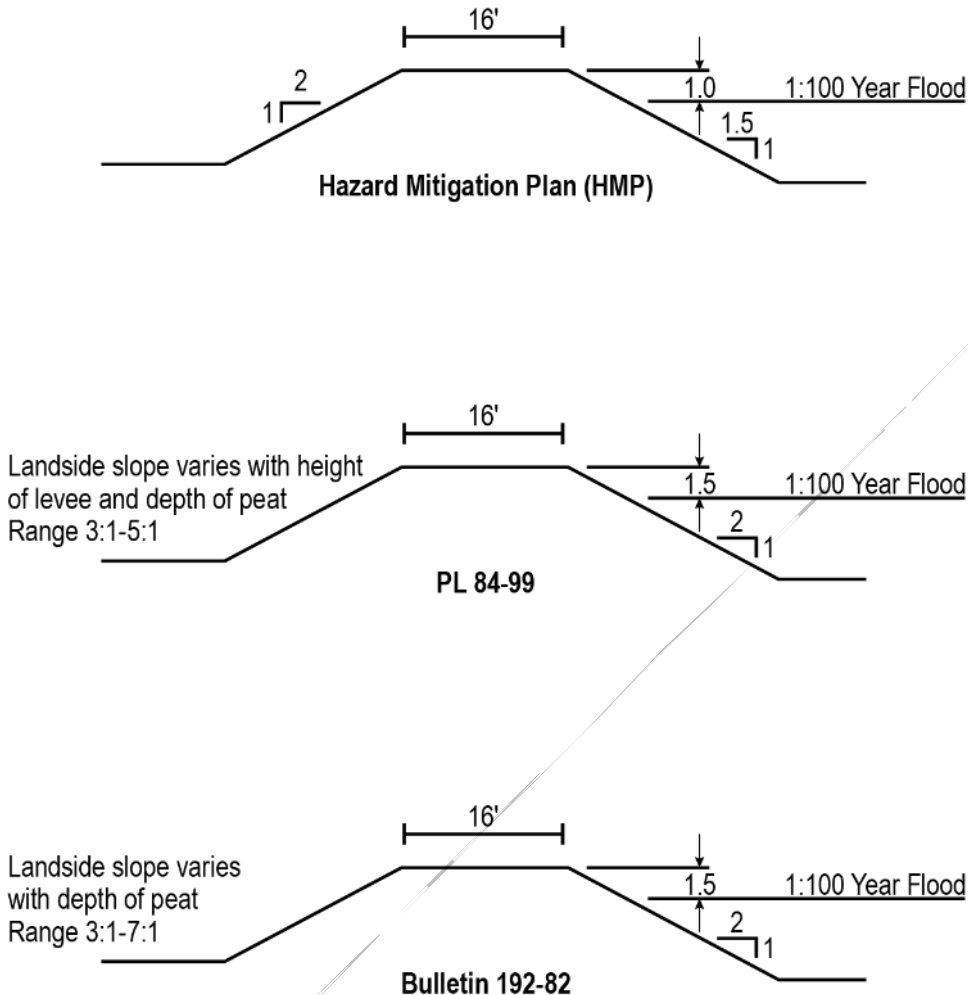 16'
2
1
1.0
1:100 Year Flood
1.5
1
Hazard Mitigation Plan (HMP)
16'
Landside slope varies with height
of levee and depth of peat
Range 3:1-5:1
1.5
1:100 Year Flood
2
1
PL 84-99
16'
Landside slope varies
with depth of peat
Range 3:1-7:1
1.5
1:100 Year Flood
2
1
Bulletin 192-82